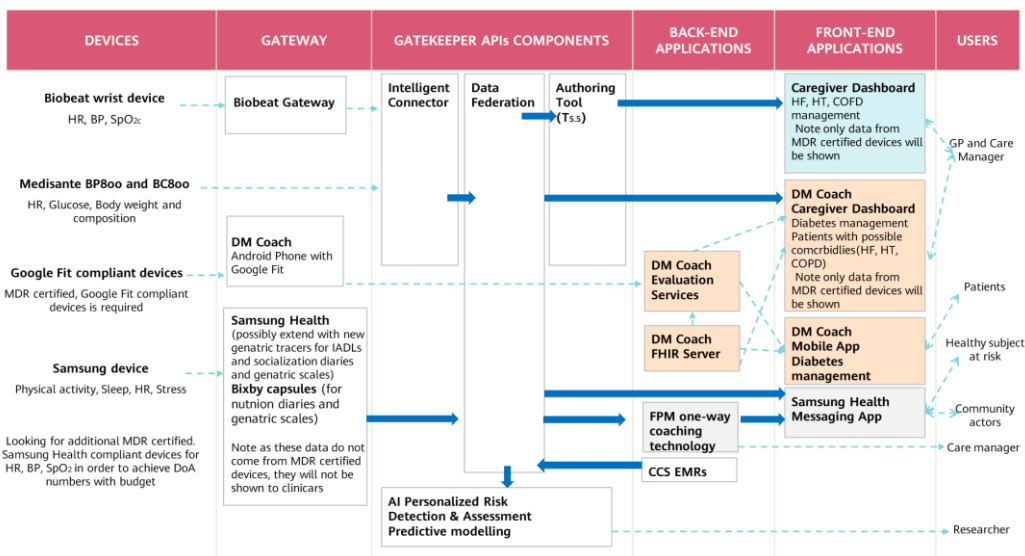 DEVICES
GATEWAY
GATEKEEPER APIs COMPONENTS
BACK-END
APPLICATIONS
FRONT-END
APPLICATIONS
USERS
Biobeat wrist device
HR, BP, SpO2c
Medisante BP800 and BC800
HR, Glucose, Body weight and
composition
Google Fit compliant devices
MDR certified, Google Fit compliant
devices is required
Samsung device
Physical activity, Sleep, HR, Stress
Looking for additional MDR certified.
Samsung Health compliant devices for
HR, BP, SpO2 in order to achieve DoA
numbers with budget
Biobeat Gateway
DM Coach
Android Phone with
Google Fit
Samsung Health
(possibly extend with new
genatric tracers for IADLs
and socialization diaries
and genatric scales)
Bixby capsules (for
nutnion diaries and
genatric scales)
Note as these data do not
come from MDR certified
devices, they will not be
shown to clinicars
Intelligent
Connector
Data
Federation
Authoring
Tool
(T5.5)
AI Personalized Risk
Detection & Assessment
Predictive modelling
DM Coach
Evaluation
Services
DM Coach
FHIR Server
FPM one-way
coaching
technology
CCS EMRs
Caregiver Dashboard
HF, HT, COFD
management
Note only data from
MDR certified devices will
be shown
DM Coach
Caregiver Dashboard
Diabetes management
Patients with possible
comcrbidlies(HF, HT,
COPD)
Note only data from
MDR certified devices will
be shown
DM Coach
Mobile App
Diabetes
management
Samsung Health
Messaging App
GP and Care
Manager
Patients
Healthy subject
at risk
Community
actors
Care manager
Researcher